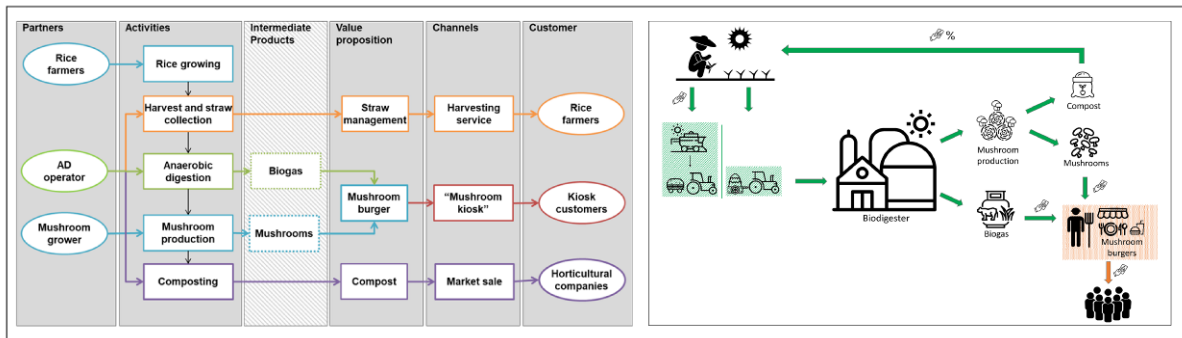 Partners
Activities
Intermediate
Products
Value
proposition
Channels
Customer
Rice
farmers
Rice growing
Harvest and straw
collection
Straw
management
Harvesting
service
Rice
farmers
AD
operator
Anaerobic
digestion
Biogas
Mushroom
burger
"Mushroom
kiosk"
Kiosk
customers
Mushroom
grower
Mushroom
production
Mushrooms
Composting
Compost
Market sale
Horticultural
companies
%
Compost
Mushroom
production
Mushrooms
Biodigester
Biogas
Mushroom
burgers